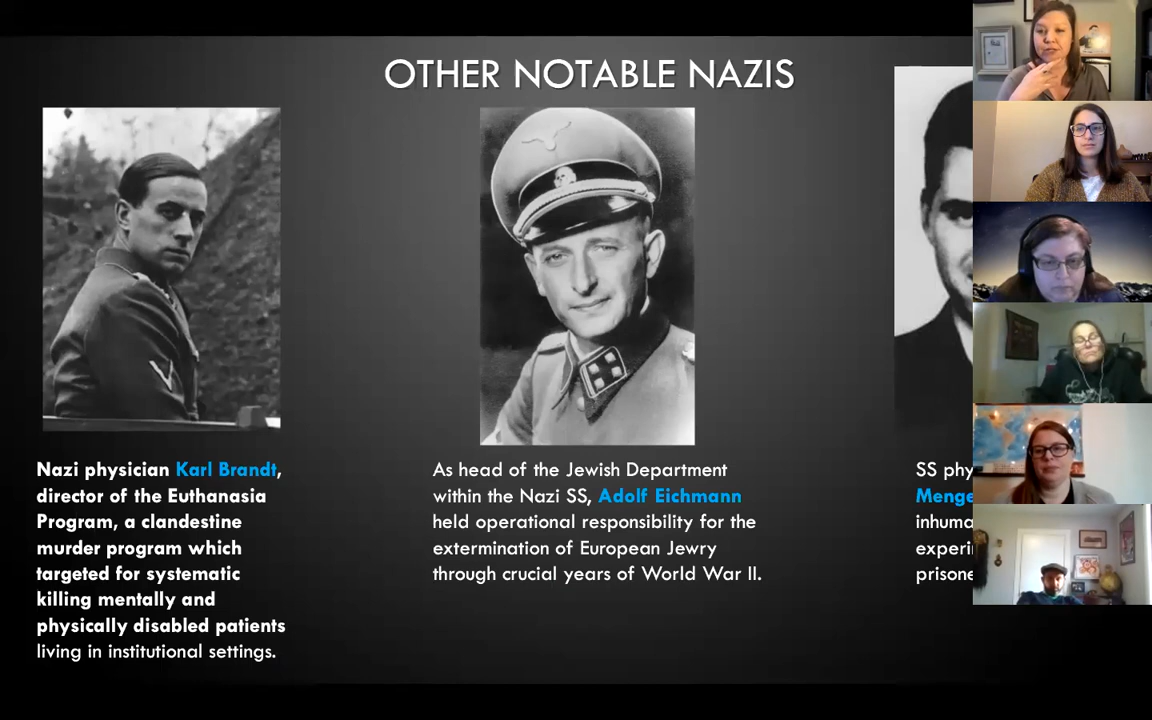 OTHER NOTABLE NAZIS
Nazi physician Karl Brandt,
director of the Euthanasia
Program, a clandestine
murder program which
targeted for systematic
killing mentally and
physically disabled patients
living in institutional settings.
As head of the Jewish Department
within the Nazi SS, Adolf Eichmann
held operational responsibility for the
extermination of European Jewry
through crucial years of World War II.
SS phy
Menge
inhuma
experi
prisone